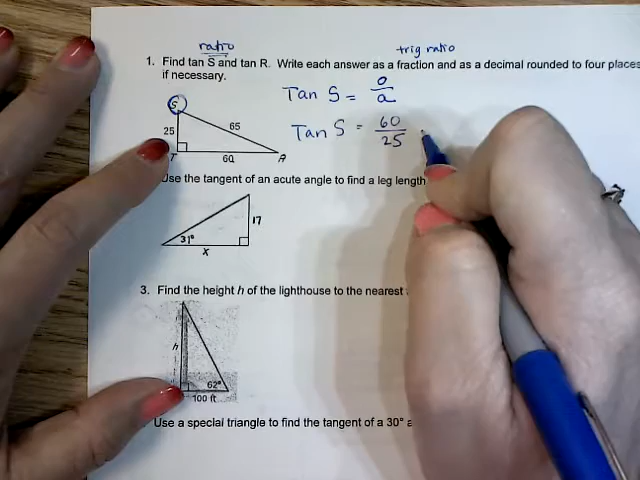 ratio
trig ratio
1. Find tan S and tan R. Write each answer as a fraction and as a decimal rounded to four places
if necessary.
Tan S = o/a
Tan S = 60/25
S
25
65
T
60
R
Use the tangent of an acute angle to find a leg length
17
31°
x
3. Find the height h of the lighthouse to the nearest
h
62°
100 ft
Use a special triangle to find the tangent of a 30° a